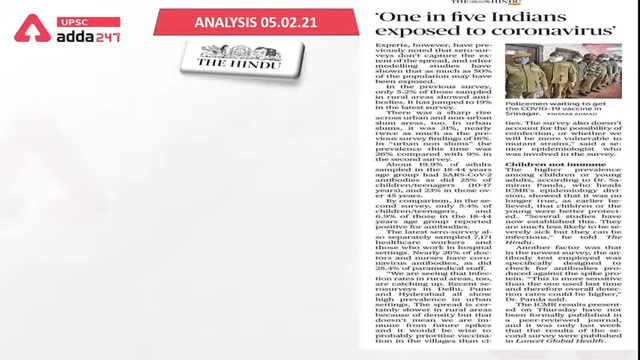 UPSC
adda247
ANALYSIS 05.02.21
THE HINDU
THE HINDU
‘One in five Indians
exposed to coronavirus’
Experts, however, have pre-
viously noted that sero-sur-
veys don't capture the ex-
tent of the spread, and other
modelling studies have
shown that as much as 50%
of the population may have
been exposed.
In the previous survey,
only 5.2% of those sampled
in rural areas showed anti-
bodies. It has jumped to 19%
in the latest survey.
There was a sharp rise
across urban and non-urban
slum areas, too. In urban
slums, it was 31%, nearly
twice as much as the pre-
vious survey findings of 16%.
In "urban non slums" the
prevalence this time was
26% compared with 9% in
the second survey.
About 19.9% of adults
sampled in the 18-44 years
age group had SARS-CoV-2
antibodies as did 25% of
children/teenagers (10-17
years), and 23% in those ov-
er 45 years.
By comparison, in the se-
cond survey, only 5.4% of
children/teenagers, and
6.9% of those in the 18-44
years age group reported
positive for antibodies.
The latest sero-survey al-
so separately sampled 7,171
healthcare workers and
those who work in hospital
settings. Nearly 26% of doc-
tors and nurses have coro-
navirus antibodies, as did
25.4% of paramedical staff.
"We are seeing that infec-
tion rates in rural areas, too,
are catching up. Recent se-
rosurveys in Delhi, Pune
and Hyderabad all show
high prevalence in urban
settings. The spread is cer-
tainly slower in rural areas
because of density but that
doesn't mean we are im-
mune from future spikes
and it would be wise to
probably prioritise vaccina-
tion in the villages than ci-
Policemen waiting to get
the COVID-19 vaccine in
Srinagar. •NISSAR AHMAD
ties. The survey also doesn't
account for the possibility of
reinfection, or whether we
will be more vulnerable to
mutant strains," said a se-
nior epidemiologist who
was involved in the survey.
Children not immune
The higher prevalence
among children or young
adults, according to Dr. Sa-
miran Panda, who heads
ICMR's epidemiology divi-
sion, showed that it was no
longer true, as earlier be-
lieved, that children or the
young were better protect-
ed. "Several studies have
now established this. They
are much less likely to be se-
verely sick but they can be
infectious," he told The
Hindu.
Another factor was that
in the newest survey, the an-
tibody test employed was
specifically designed to
check for antibodies pro-
duced against the spike pro-
tein. "This is more sensitive
than the one used last time
and therefore overall detec-
tion rates could be higher,"
Dr. Panda said.
The ICMR results present-
ed on Thursday have not
been formally published in
a peer-reviewed journal,
and it was only last week
that the results of the se-
cond survey were published
in Lancet Global Health.